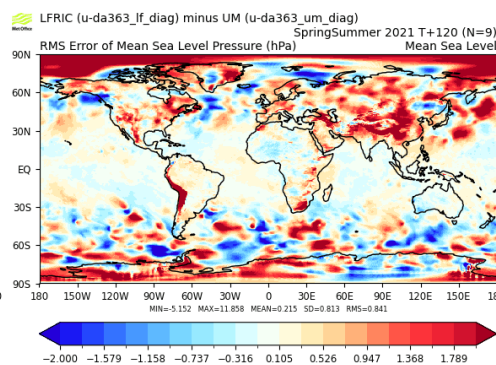 LFRIC (u-da363_lf_diag) minus UM (u-da363_um_diag)
SpringSummer 2021 T+120 (N=9)
RMS Error of Mean Sea Level Pressure (hPa) Mean Sea Level
90N
60N
30N
EQ
30S
60S
90S
180 150W 120W 90W 60W 30W 0 30E 60E 90E 120E 150E 18
MIN=-5.152 MAX=11.858 MEAN=0.215 SD=0.813 RMS=0.841
−2.000 −1.579 −1.158 −0.737 −0.316 0.105 0.526 0.947 1.368 1.789